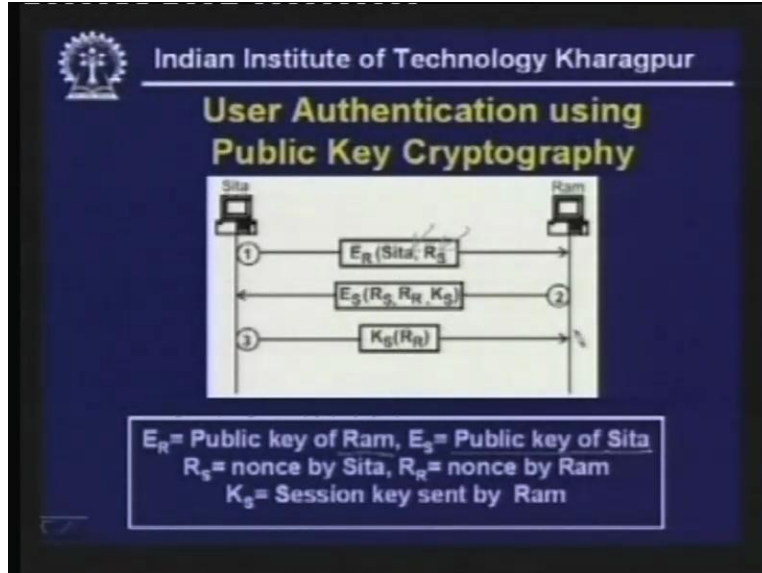 Indian Institute of Technology Kharagpur
User Authentication using
Public Key Cryptography
Sita
Ram
1
E_R(Sita, R_S
E_S(R_S, R_R, K_S)
2
3
K_S(R_R)
E_R= Public key of Ram, E_S= Public key of Sita
R_S= nonce by Sita, R_R= nonce by Ram
K_S= Session key sent by Ram